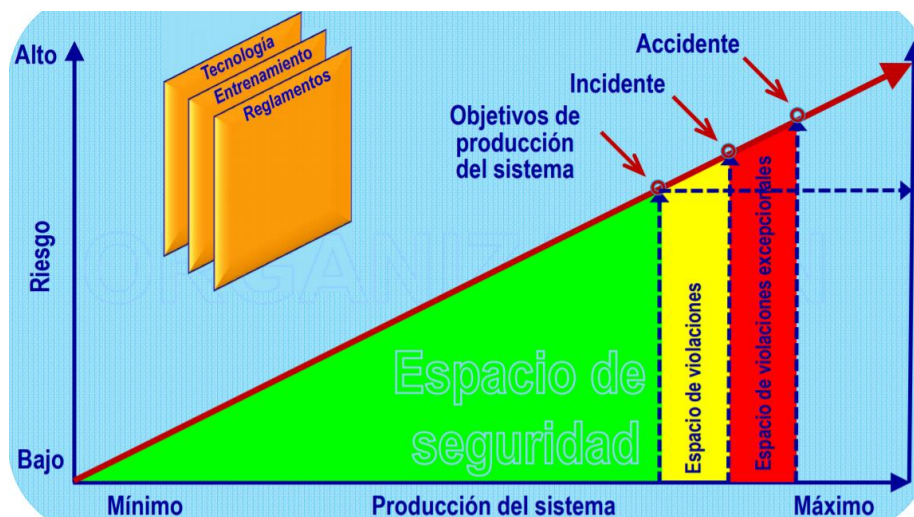 Alto
Tecnología
Entrenamiento
Reglamentos
Accidente
Incidente
Objetivos de
producción
del sistema
Riesgo
ORGANIZACIÓN
Espacio de
seguridad
Espacio de violaciones
Espacio de violaciones excepcionales
Bajo
Mínimo
Producción del sistema
Máximo